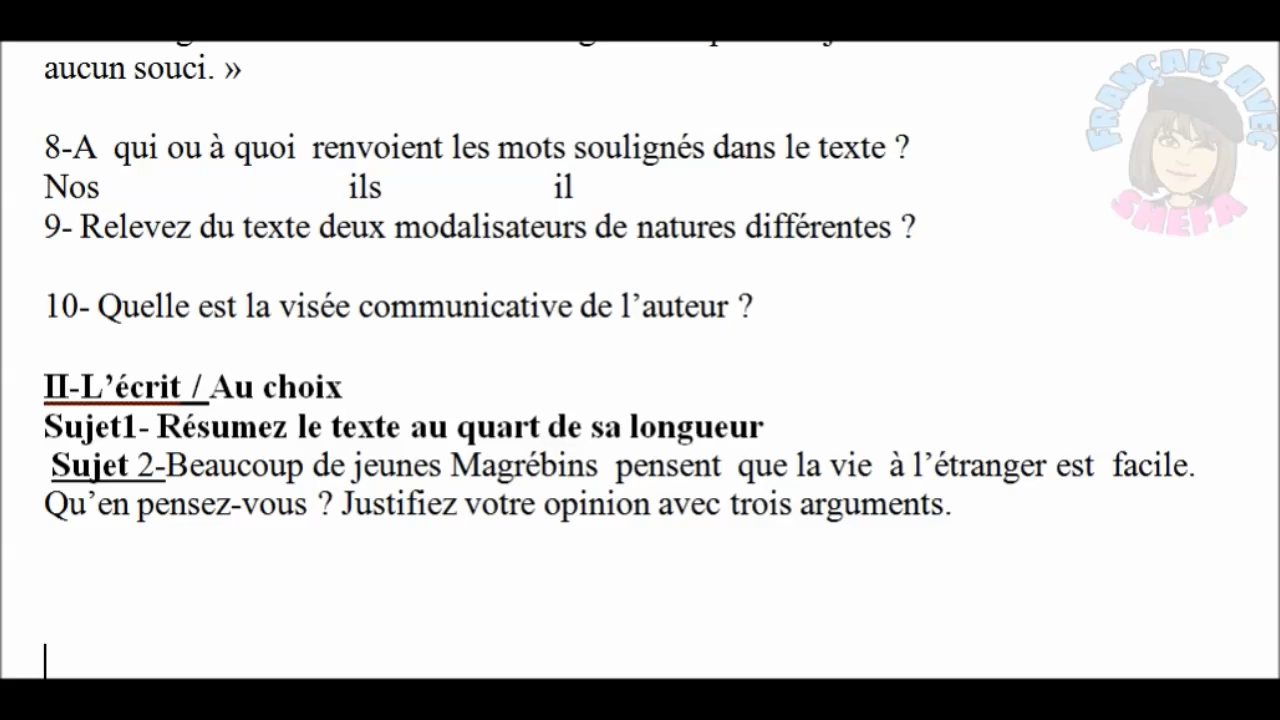 aucun souci. »
8-A qui ou à quoi renvoient les mots soulignés dans le texte ?
Nos ils il
9- Relevez du texte deux modalisateurs de natures différentes ?
10- Quelle est la visée communicative de l’auteur ?
II-L’écrit / Au choix
Sujet1- Résumez le texte au quart de sa longueur
Sujet 2-Beaucoup de jeunes Magrébins pensent que la vie à l’étranger est facile.
Qu’en pensez-vous ? Justifiez votre opinion avec trois arguments.
FRANÇAIS AVEC
SHEFA